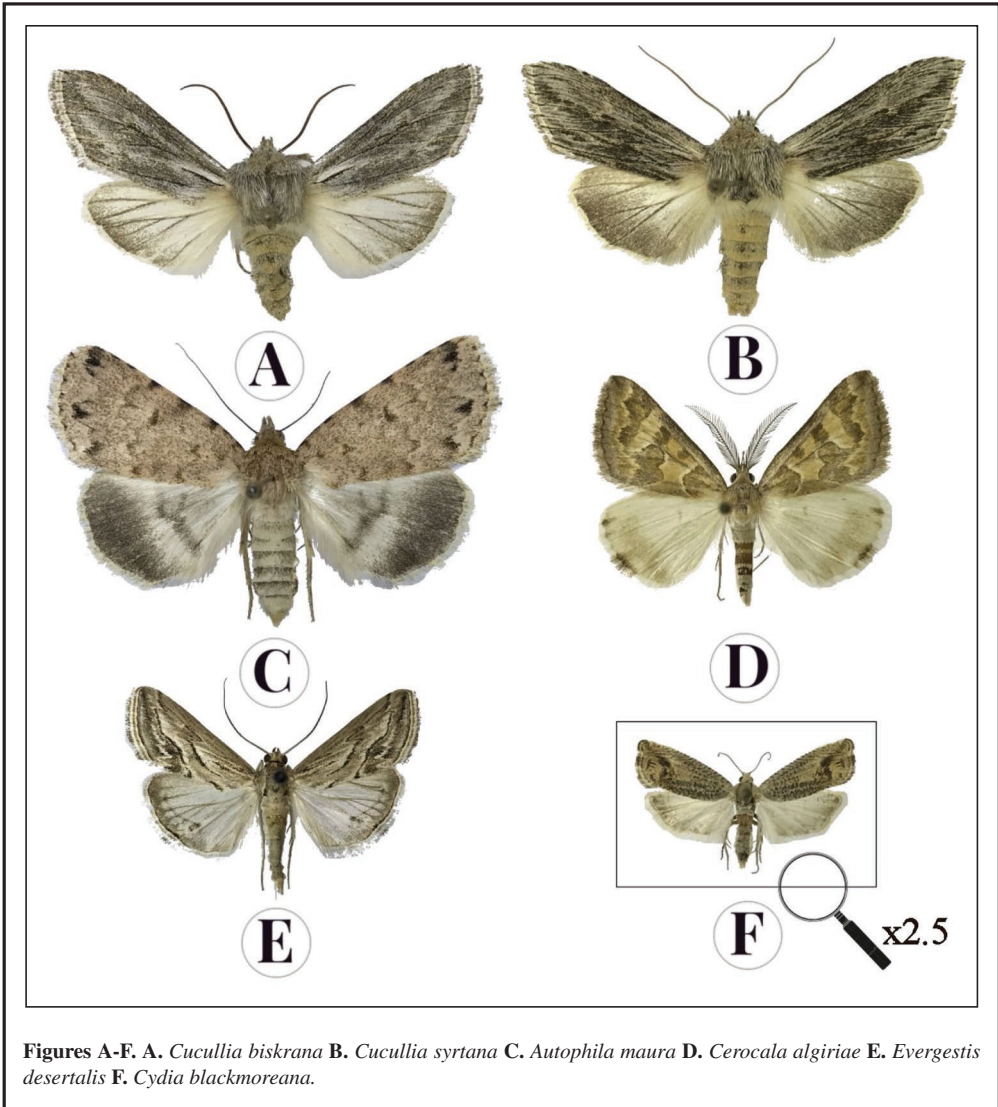 A
B
C
D
E
F
x2.5
Figures A-F. A. Cucullia biskrana B. Cucullia syrtana C. Autophila maura D. Cerocala algiriae E. Evergestis
desertalis F. Cydia blackmoreana.